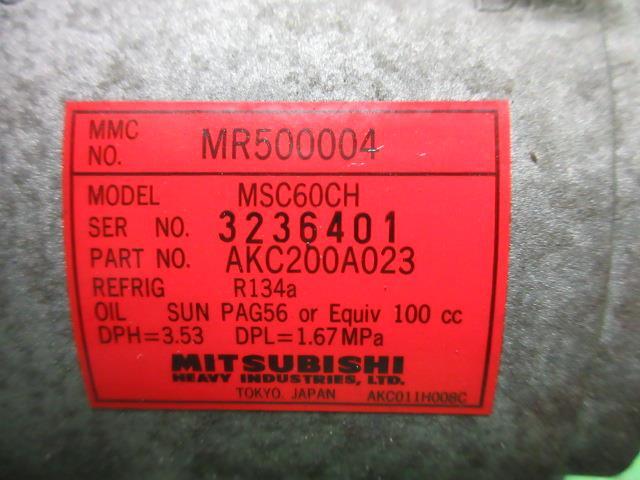 MMC NO. MR500004
MODEL MSC60CH
SER NO. 3236401
PART NO. AKC200A023
REFRIG R134a
OIL SUN PAG56 or Equiv 100 cc
DPH=3.53 DPL=1.67MPa
MITSUBISHI
HEAVY INDUSTRIES, LTD.
TOKYO. JAPAN AKC011H008C